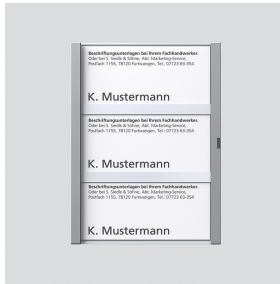 Beschriftungsunterlagen bei Ihrem Fachhandwerker.
Oder bei S. Siedle & Söhne, Abt. Marketing-Service,
Postfach 1155, 78120 Furtwangen, Tel.: 07723 63-354
K. Mustermann
Beschriftungsunterlagen bei Ihrem Fachhandwerker.
Oder bei S. Siedle & Söhne, Abt. Marketing-Service,
Postfach 1155, 78120 Furtwangen, Tel.: 07723 63-354
K. Mustermann
Beschriftungsunterlagen bei Ihrem Fachhandwerker.
Oder bei S. Siedle & Söhne, Abt. Marketing-Service,
Postfach 1155, 78120 Furtwangen, Tel.: 07723 63-354
K. Mustermann